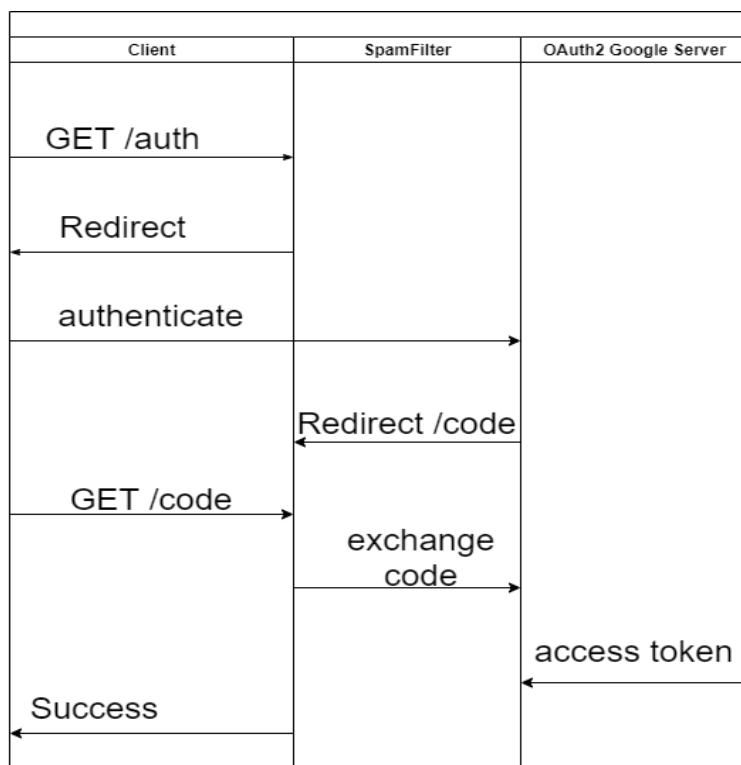 Client SpamFilter OAuth2 Google Server
GET /auth
Redirect
authenticate
Redirect /code
GET /code
exchange
code
access token
Success